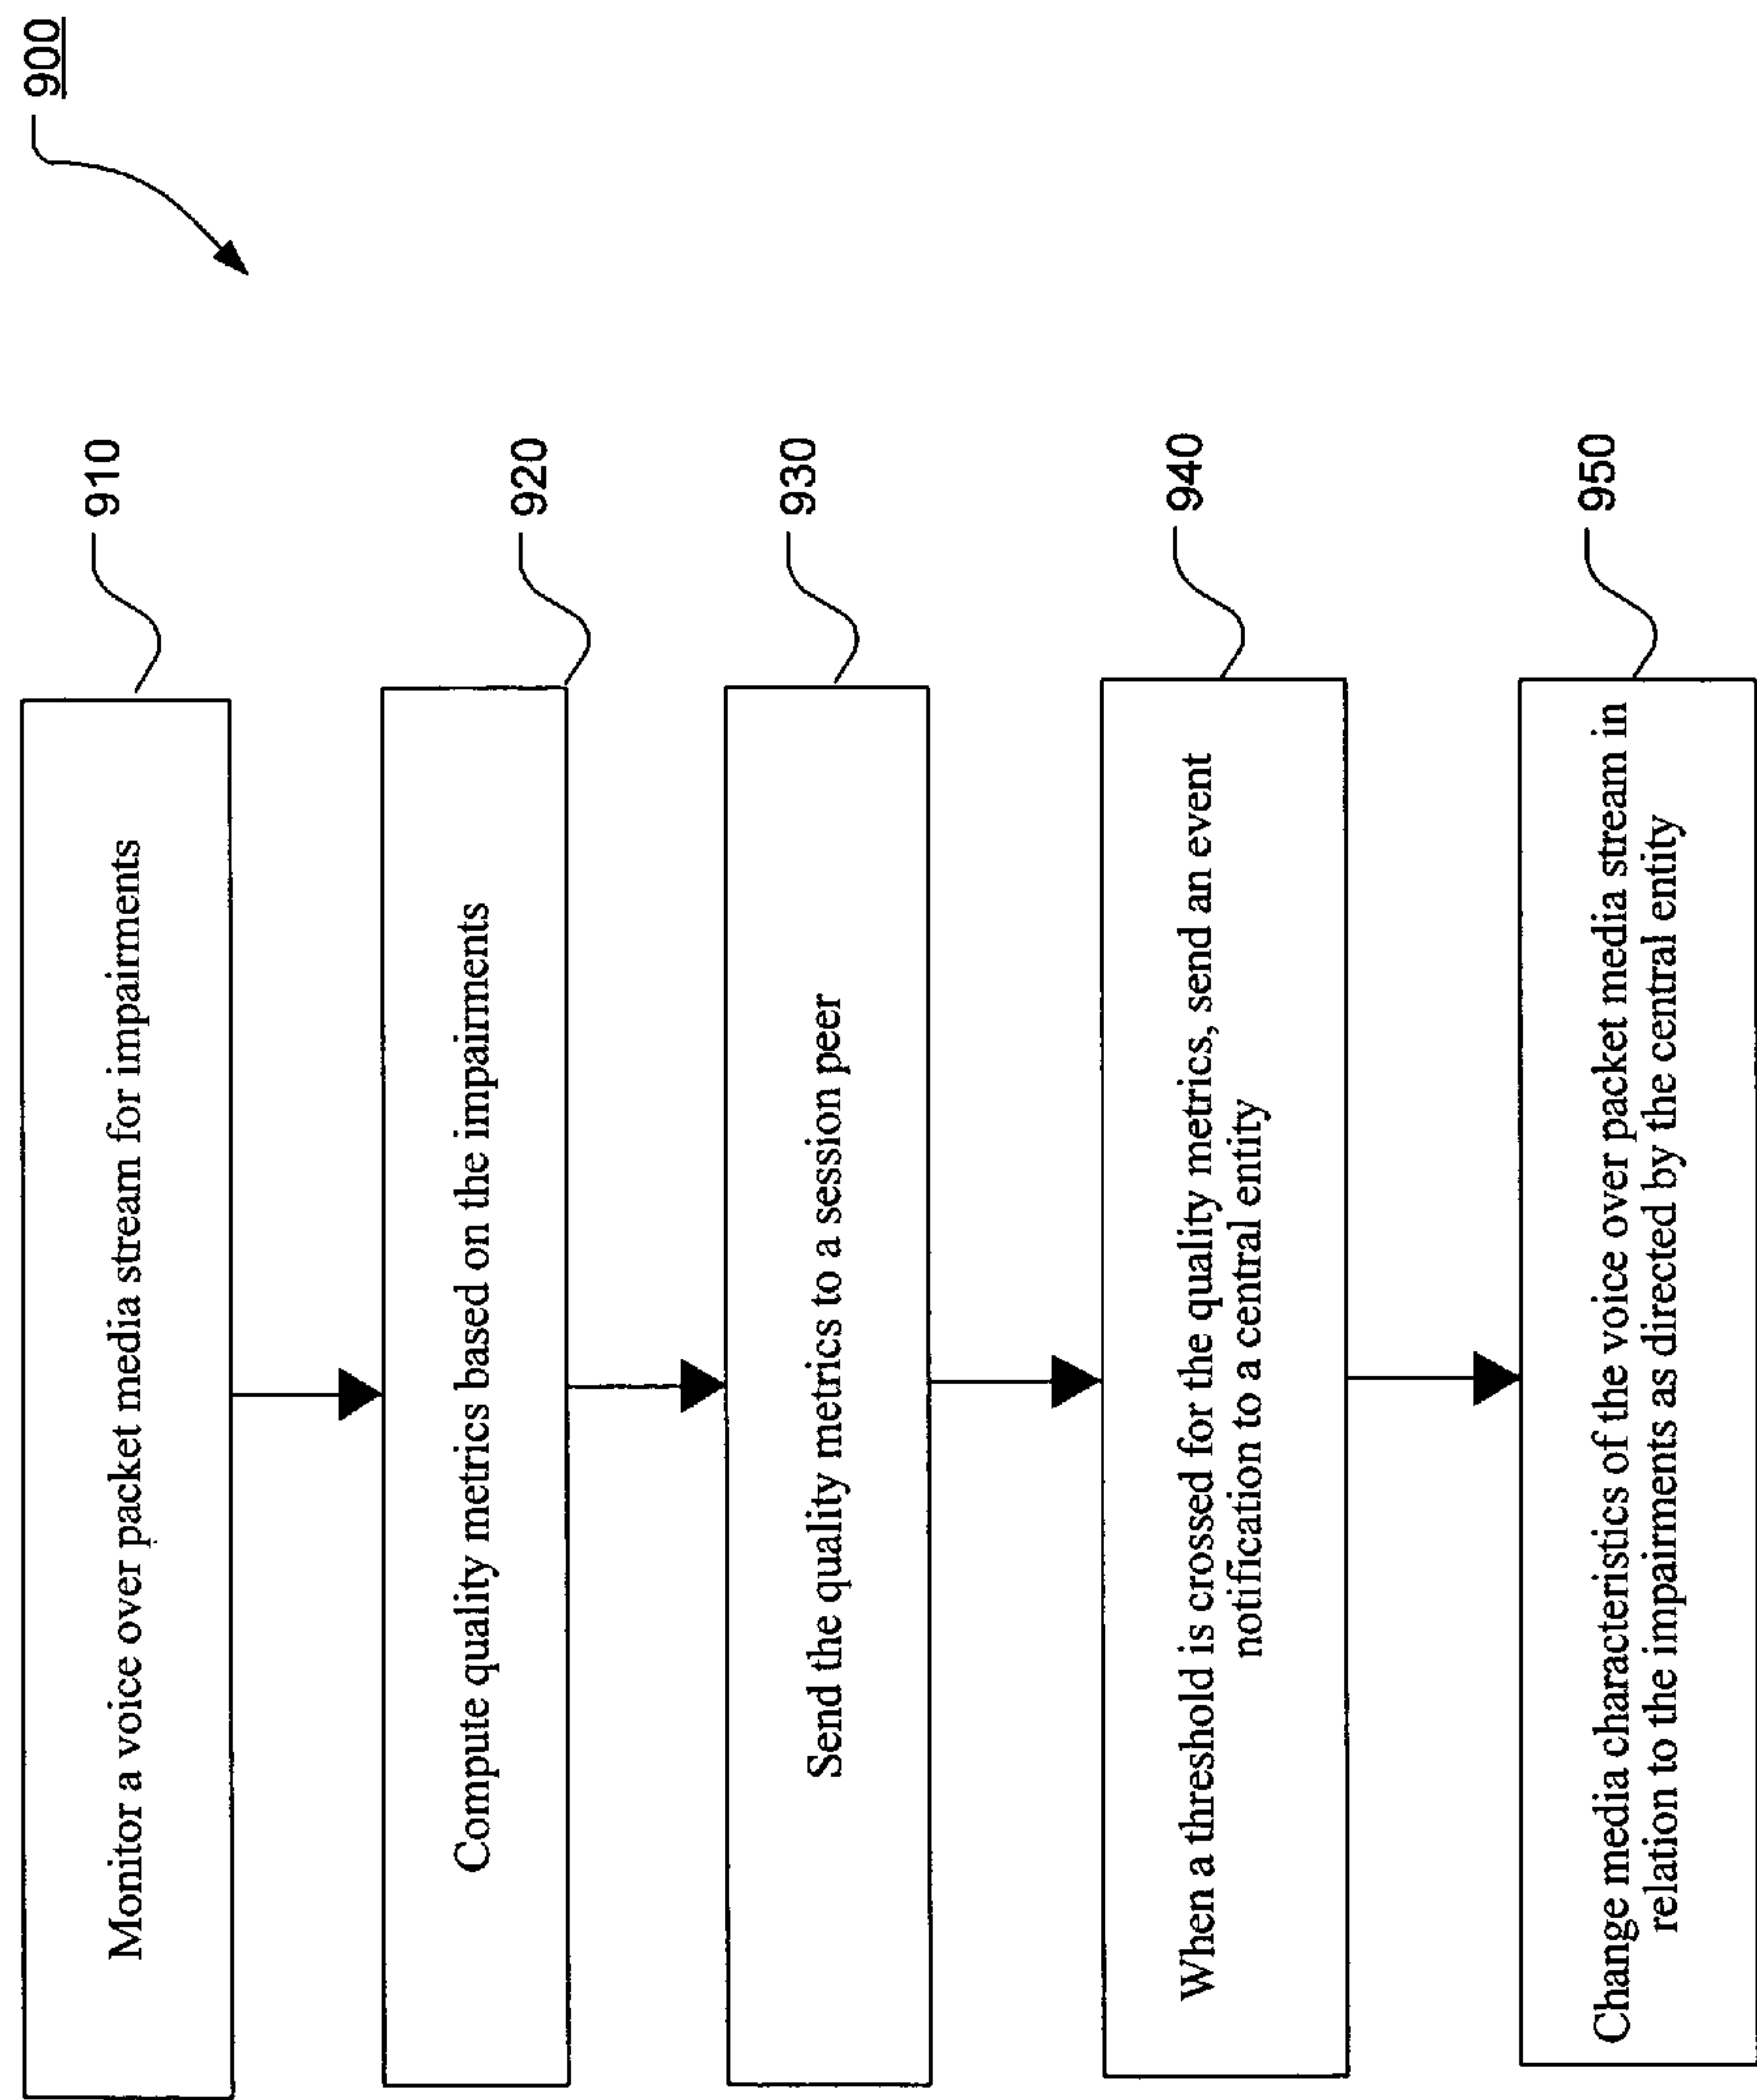 900
Monitor a voice over packet media stream for impairments
910
Compute quality metrics based on the impairments
920
Send the quality metrics to a session peer
930
When a threshold is crossed for the quality metrics, send an event
notification to a central entity
940
Change media characteristics of the voice over packet media stream in
relation to the impairments as directed by the central entity
950